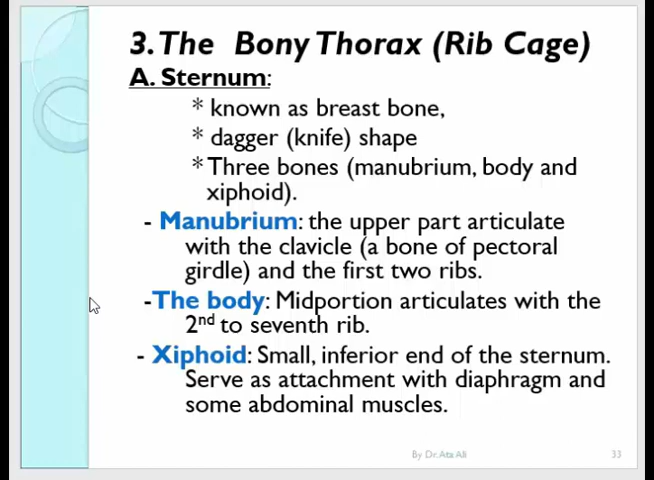 3. The Bony Thorax (Rib Cage)
A. Sternum:
* known as breast bone,
* dagger (knife) shape
* Three bones (manubrium, body and
xiphoid).
- Manubrium: the upper part articulate
with the clavicle (a bone of pectoral
girdle) and the first two ribs.
-The body: Midportion articulates with the
2nd to seventh rib.
- Xiphoid: Small, inferior end of the sternum.
Serve as attachment with diaphragm and
some abdominal muscles.
By Dr.Ata Ali
33